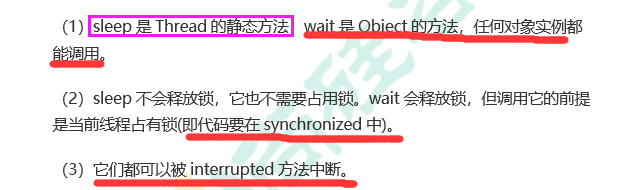 （1）sleep 是 Thread 的静态方法 wait 是 Object 的方法，任何对象实例都
能调用。
（2）sleep 不会释放锁，它也不需要占用锁。wait 会释放锁，但调用它的前提
是当前线程占有锁(即代码要在 synchronized 中)。
（3）它们都可以被 interrupted 方法中断。